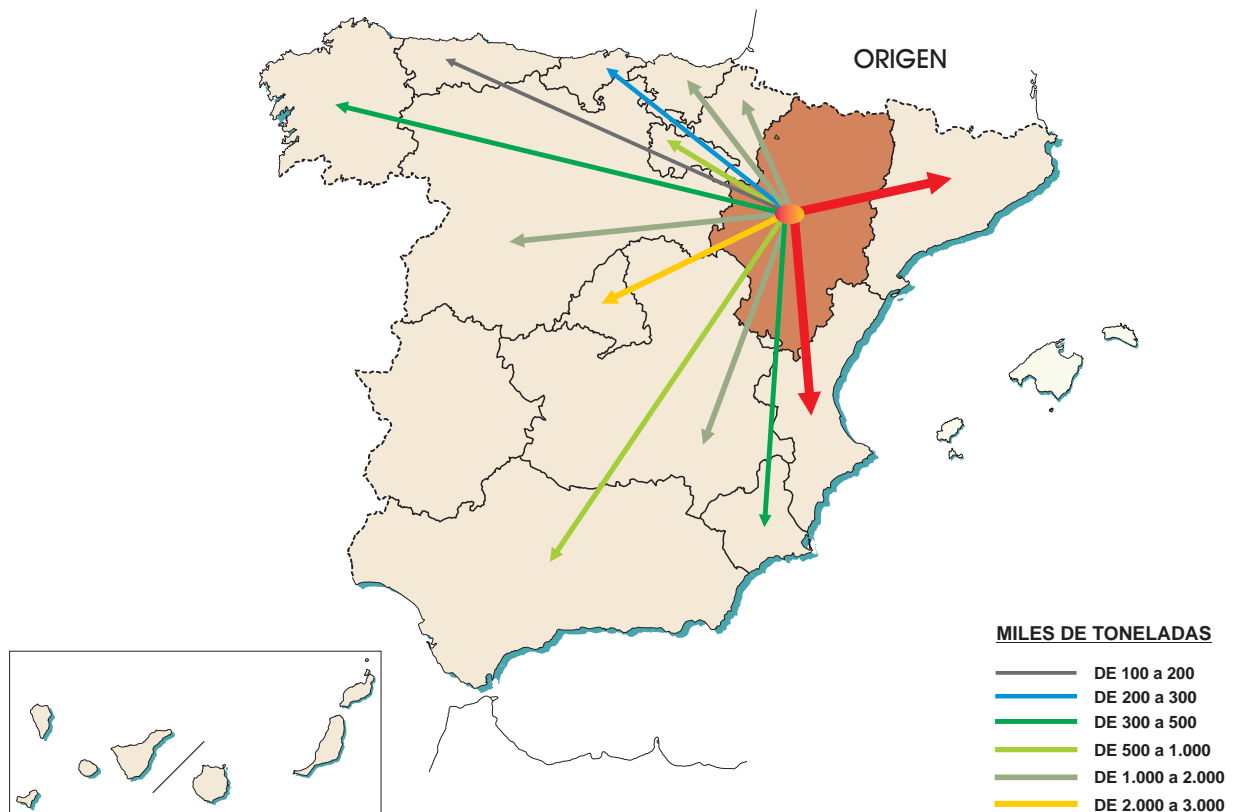 ORIGEN
MILES DE TONELADAS
DE 100 a 200
DE 200 a 300
DE 300 a 500
DE 500 a 1.000
DE 1.000 a 2.000
DE 2.000 a 3.000